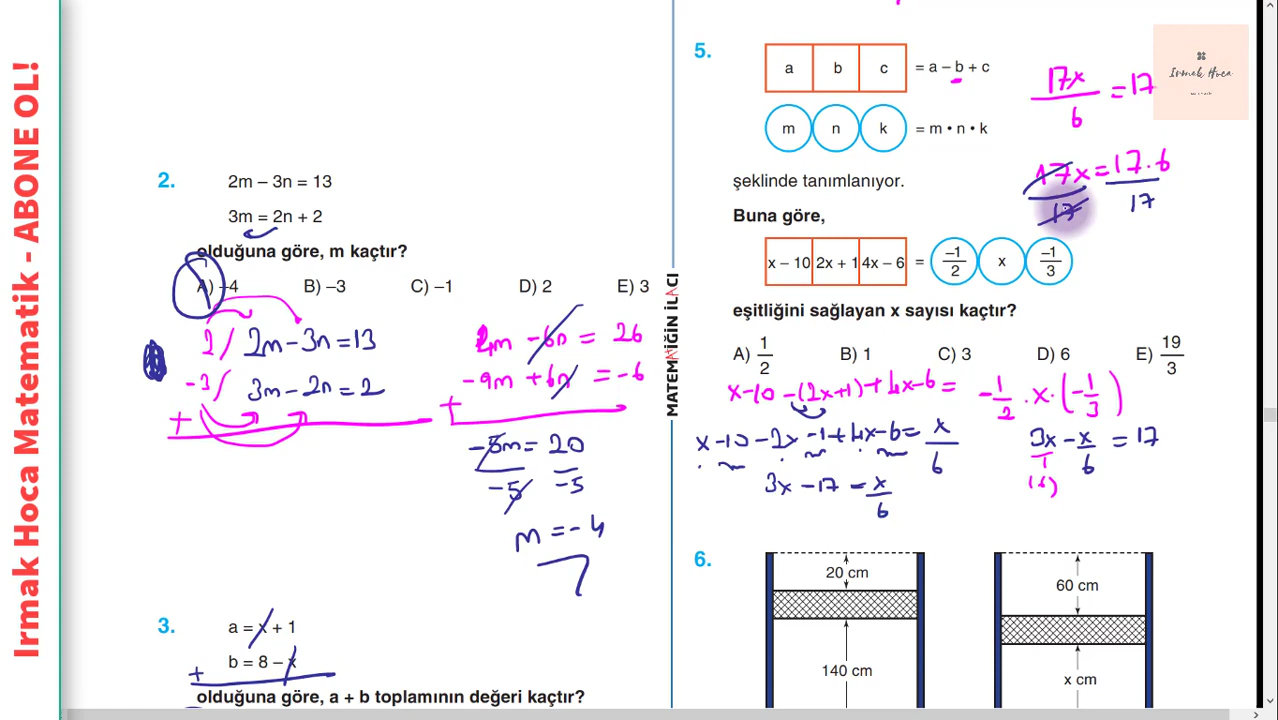 Irmak Hoca Matematik - ABONE OL!
2.
2m – 3n = 13
3m = 2n + 2
olduğuna göre, m kaçtır?
A) –4 B) –3 C) –1 D) 2 E) 3
2/ 2m - 3n = 13
-3/ 3m - 2n = 2
+
4m - 6n = 26
-9m + 6n = -6
+
-5m = 20
-5 -5
m = -4
3.
a = x + 1
b = 8 – x
+
olduğuna göre, a + b toplamının değeri kaçtır?
MATEMATİĞİN İLACI
5.
a b c = a – b + c
m n k = m • n • k
şeklinde tanımlanıyor.
Buna göre,
x – 10 2x + 1 4x – 6 = –1/2 x –1/3
eşitliğini sağlayan x sayısı kaçtır?
A) 1/2 B) 1 C) 3 D) 6 E) 19/3
x-10 -(2x+1)+4x-6 = -1/2 . x . (-1/3)
x-10-2x-1+4x-6 = x/6
3x - 17 = x/6
3x/1 - x/6 = 17
(6)
17x/6 = 17
17x = 17.6
17 17
Irmak Hoca
6.
20 cm
140 cm
60 cm
x cm